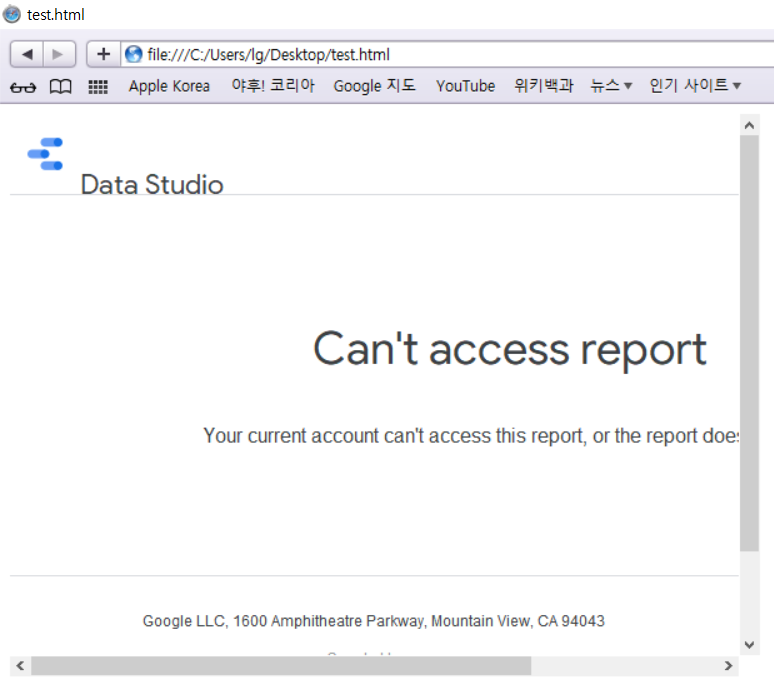 test.html
file:///C:/Users/lg/Desktop/test.html
Apple Korea 야후! 코리아 Google 지도 YouTube 위키백과 뉴스 인기 사이트
Data Studio
Can't access report
Your current account can't access this report, or the report does
Google LLC, 1600 Amphitheatre Parkway, Mountain View, CA 94043